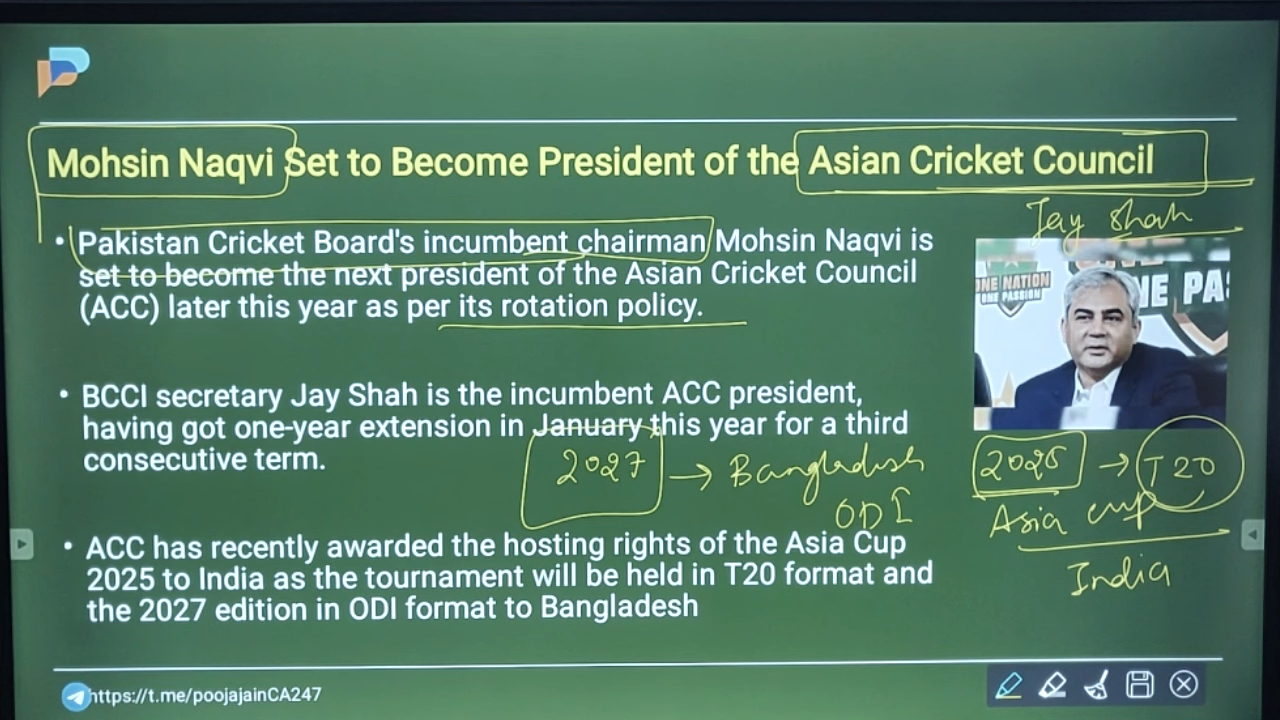 Mohsin Naqvi Set to Become President of the Asian Cricket Council
Jay Shah
• Pakistan Cricket Board's incumbent chairman Mohsin Naqvi is
set to become the next president of the Asian Cricket Council
(ACC) later this year as per its rotation policy.
ONE NATION
ONE PASSION
NE PA
• BCCI secretary Jay Shah is the incumbent ACC president,
having got one-year extension in January this year for a third
consecutive term.
2027 → Bangladesh
ODI
2025 → T20
Asia cup
India
• ACC has recently awarded the hosting rights of the Asia Cup
2025 to India as the tournament will be held in T20 format and
the 2027 edition in ODI format to Bangladesh
https://t.me/poojajainCA247